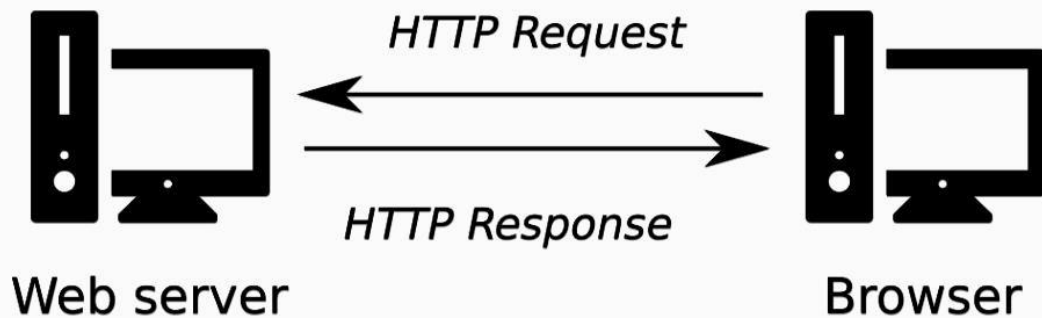 HTTP Request
HTTP Response
Web server
Browser